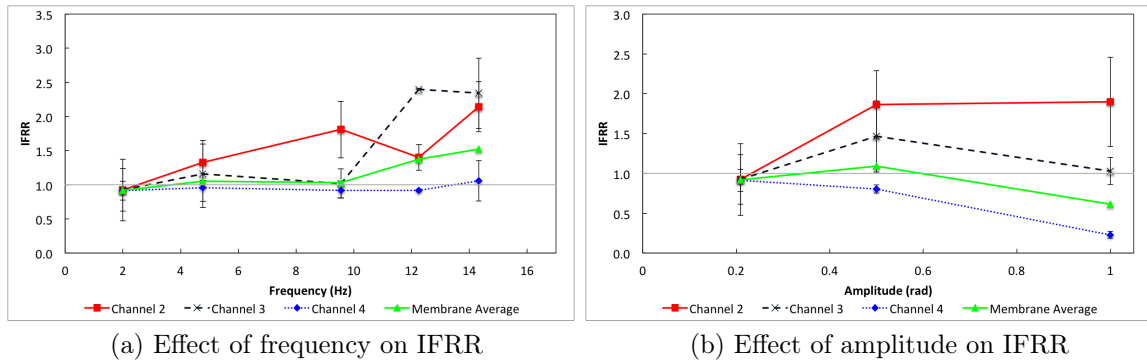 3.5
3.0
2.5
2.0
1.5
1.0
0.5
0.0
IFRR
0 2 4 6 8 10 12 14 16
Frequency (Hz)
Channel 2 Channel 3 Channel 4 Membrane Average
(a) Effect of frequency on IFRR
3.0
2.5
2.0
1.5
1.0
0.5
0.0
IFRR
0 0.2 0.4 0.6 0.8 1
Amplitude (rad)
Channel 2 Channel 3 Channel 4 Membrane Average
(b) Effect of amplitude on IFRR